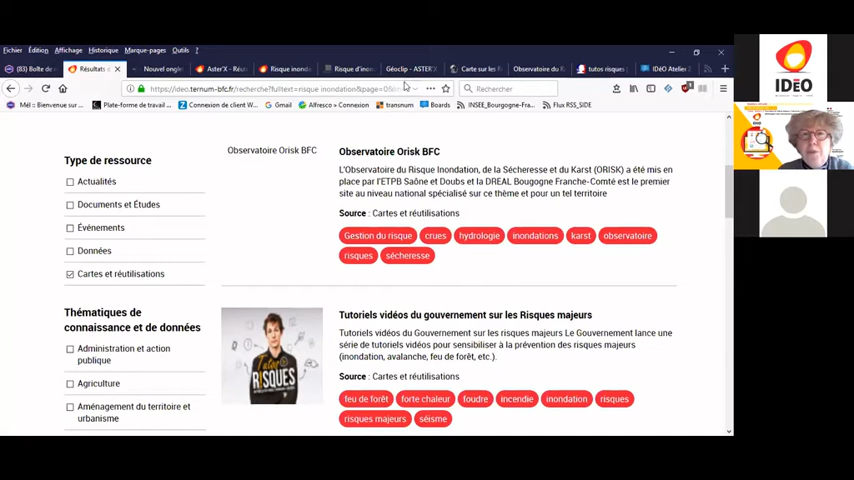 Fichier Édition Affichage Historique Marque-pages Outils ?
(83) Boîte de
Résultats d
Nouvel ongle
Aster'X - Réu
Risque inonda
Risque d'inon
Géoclip - ASTER'
Carte sur les R
Observatoire du R
tutos risques
IDéO Atelier 2
https://ideo.ternum-bfc.fr/recherche?fulltext=risque inondation&page=0
Rechercher
Mél :: Bienvenue sur ...
Plate-forme de travail ...
Connexion de client W...
Gmail
Alfresco » Connexion
transnum
Boards
INSEE_Bourgogne-Fra...
Flux RSS_SIDE
IDÉO
Type de ressource
Actualités
Documents et Études
Événements
Données
Cartes et réutilisations
Thématiques de
connaissance et de données
Administration et action
publique
Agriculture
Aménagement du territoire et
urbanisme
Observatoire Orisk BFC
Observatoire Orisk BFC
L'Observatoire du Risque Inondation, de la Sécheresse et du Karst (ORISK) a été mis en
place par l'ETPB Saône et Doubs et la DREAL Bougogne Franche-Comté est le premier
site au niveau national spécialisé sur ce thème et pour un tel territoire
Source : Cartes et réutilisations
Gestion du risque crues hydrologie inondations karst observatoire
risques sécheresse
Tutoriels vidéos du gouvernement sur les Risques majeurs
Tutoriels vidéos du Gouvernement sur les risques majeurs Le Gouvernement lance une
série de tutoriels vidéos pour sensibiliser à la prévention des risques majeurs
(inondation, avalanche, feu de forêt, etc.).
Source : Cartes et réutilisations
feu de forêt forte chaleur foudre incendie inondation risques
risques majeurs séisme
RISQUES